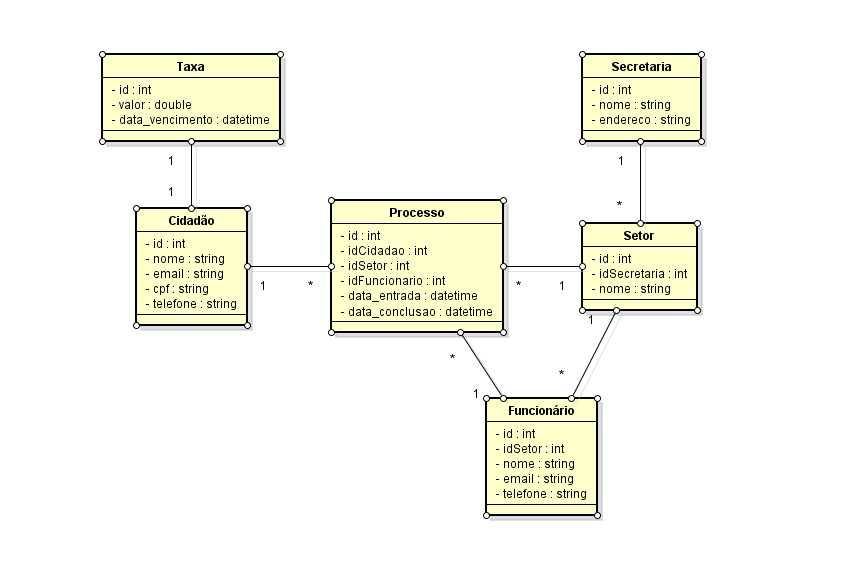 Taxa
- id : int
- valor : double
- data_vencimento : datetime
Secretaria
- id : int
- nome : string
- endereco : string
1
1
1
*
Cidadão
- id : int
- nome : string
- email : string
- cpf : string
- telefone : string
Processo
- id : int
- idCidadao : int
- idSetor : int
- idFuncionario : int
- data_entrada : datetime
- data_conclusao : datetime
Setor
- id : int
- idSecretaria : int
- nome : string
1
*
*
1
1
*
*
1
Funcionário
- id : int
- idSetor : int
- nome : string
- email : string
- telefone : string